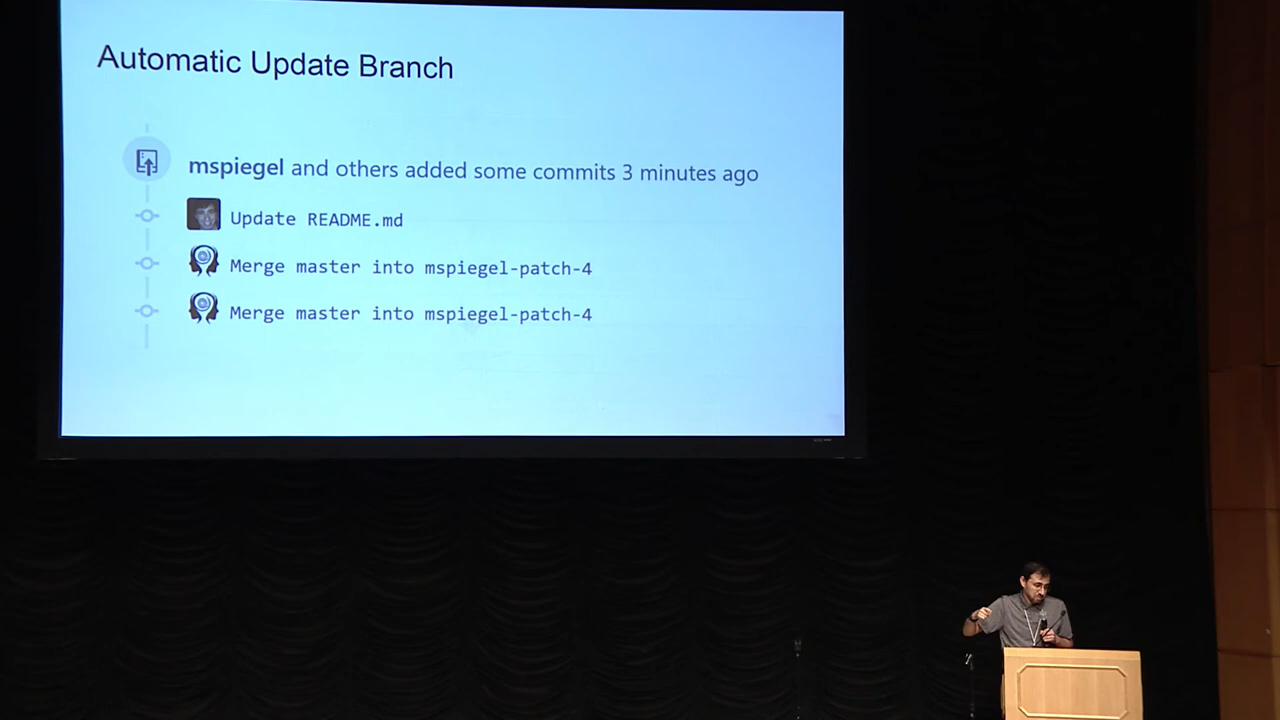 Automatic Update Branch
mspiegel and others added some commits 3 minutes ago
Update README.md
Merge master into mspiegel-patch-4
Merge master into mspiegel-patch-4